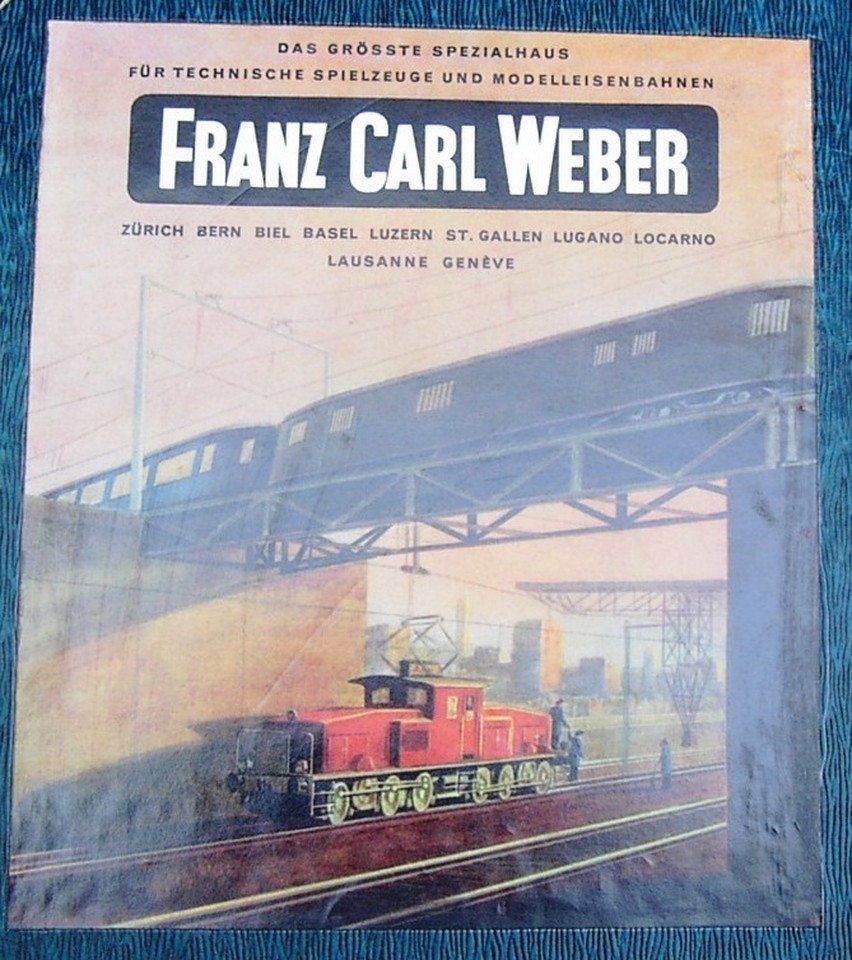 DAS GRÖSSTE SPEZIALHAUS
FÜR TECHNISCHE SPIELZEUGE UND MODELLEISENBAHNEN
FRANZ CARL WEBER
ZÜRICH BERN BIEL BASEL LUZERN ST. GALLEN LUGANO LOCARNO
LAUSANNE GENÈVE